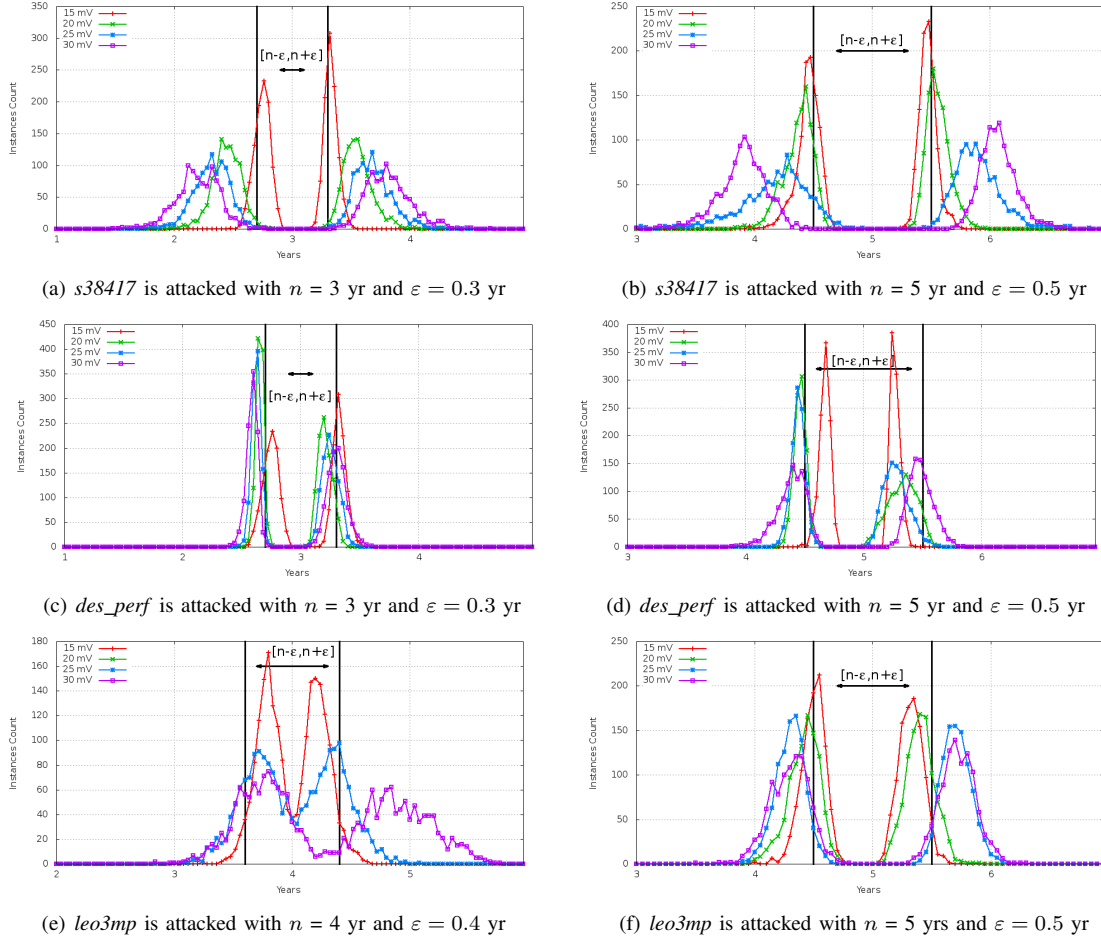 350
300
250
200
150
100
50
0
Instances Count
15 mV
20 mV
25 mV
30 mV
[n-ε,n+ε]
1 2 3 4
Years
(a) s38417 is attacked with n = 3 yr and ε = 0.3 yr
250
200
150
100
50
0
Instances Count
15 mV
20 mV
25 mV
30 mV
[n-ε,n+ε]
3 4 5 6
Years
(b) s38417 is attacked with n = 5 yr and ε = 0.5 yr
450
400
350
300
250
200
150
100
50
0
Instances Count
15 mV
20 mV
25 mV
30 mV
[n-ε,n+ε]
1 2 3 4
Years
(c) des_perf is attacked with n = 3 yr and ε = 0.3 yr
400
350
300
250
200
150
100
50
0
Instances Count
15 mV
20 mV
25 mV
30 mV
[n-ε,n+ε]
3 4 5 6
Years
(d) des_perf is attacked with n = 5 yr and ε = 0.5 yr
180
160
140
120
100
80
60
40
20
0
Instances Count
15 mV
20 mV
25 mV
30 mV
[n-ε,n+ε]
2 3 4 5
Years
(e) leo3mp is attacked with n = 4 yr and ε = 0.4 yr
250
200
150
100
50
0
Instances Count
15 mV
20 mV
25 mV
30 mV
[n-ε,n+ε]
3 4 5 6
Years
(f) leo3mp is attacked with n = 5 yrs and ε = 0.5 yr